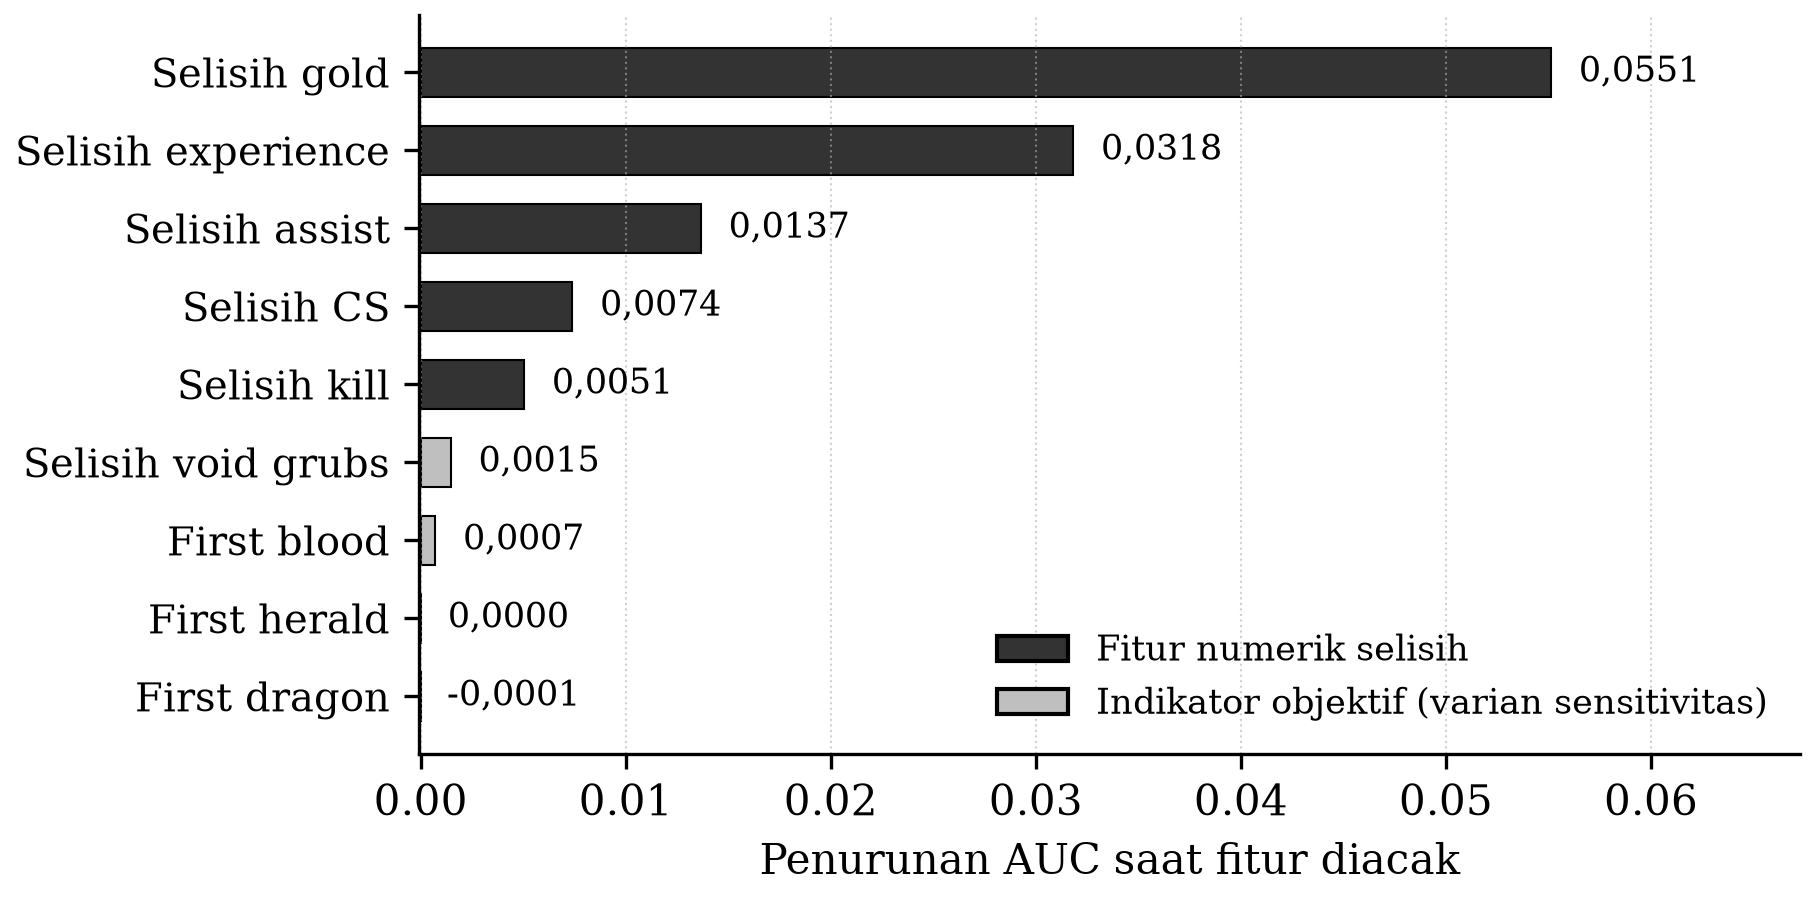 Selisih gold 0,0551
Selisih experience 0,0318
Selisih assist 0,0137
Selisih CS 0,0074
Selisih kill 0,0051
Selisih void grubs 0,0015
First blood 0,0007
First herald 0,0000
First dragon -0,0001
Fitur numerik selisih
Indikator objektif (varian sensitivitas)
0.00 0.01 0.02 0.03 0.04 0.05 0.06
Penurunan AUC saat fitur diacak